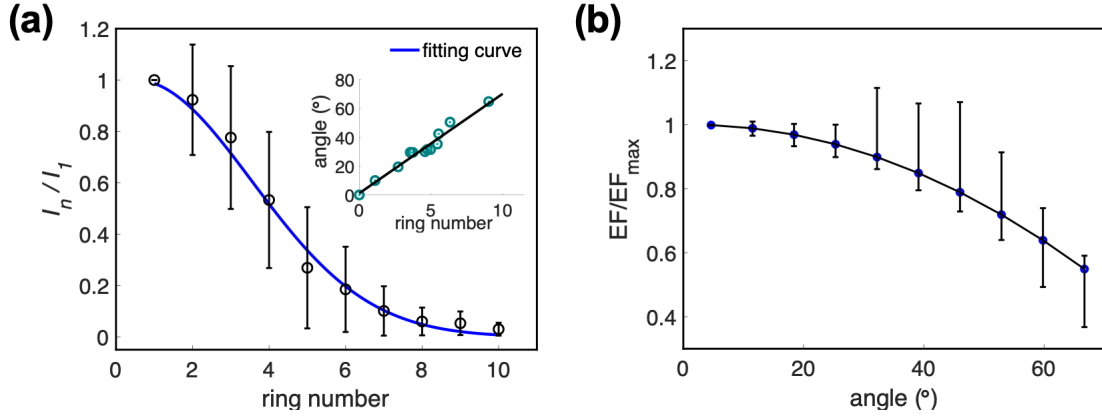 (a)
1.2
1
0.8
0.6
0.4
0.2
0
I_n / I_1
0 2 4 6 8 10
ring number
fitting curve
80
60
40
20
0
angle (°)
0 5 10
ring number
(b)
1.2
1
0.8
0.6
0.4
EF/EF_max
0 20 40 60
angle (°)